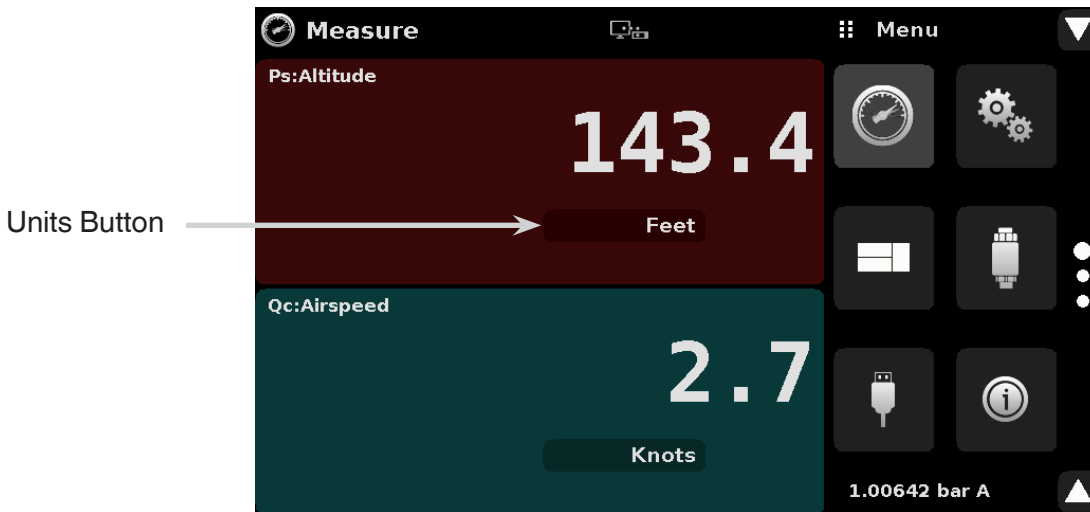 Measure
Menu
Ps:Altitude
143.4
Units Button
Feet
Qc:Airspeed
2.7
Knots
1.00642 bar A